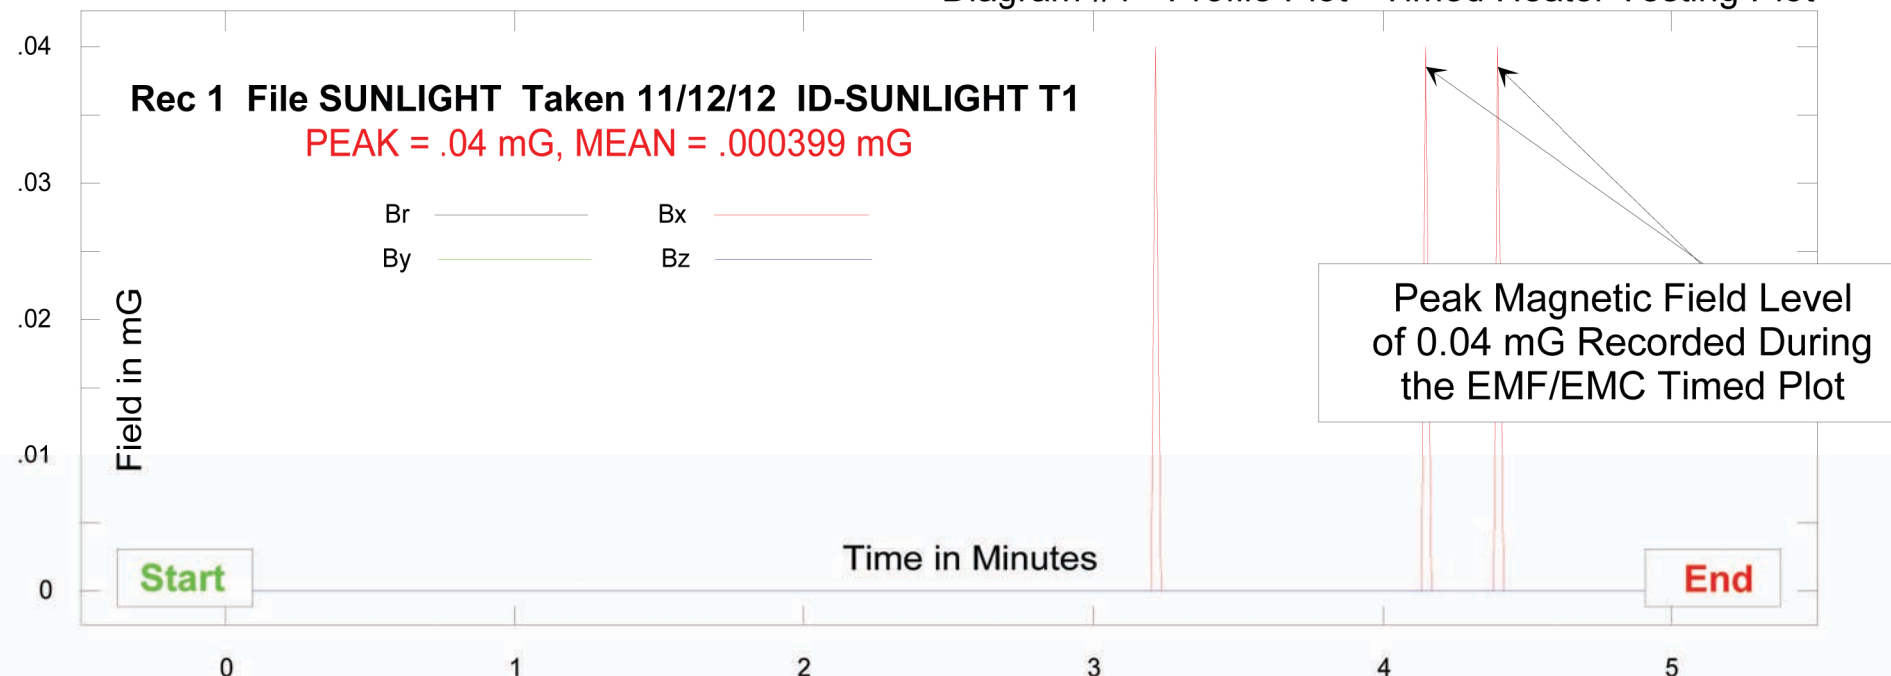 Rec 1 File SUNLIGHT Taken 11/12/12 ID-SUNLIGHT T1
PEAK = .04 mG, MEAN = .000399 mG
Br
Bx
By
Bz
Field in mG
.04
.03
.02
.01
0
Peak Magnetic Field Level
of 0.04 mG Recorded During
the EMF/EMC Timed Plot
Time in Minutes
Start
End
0
1
2
3
4
5